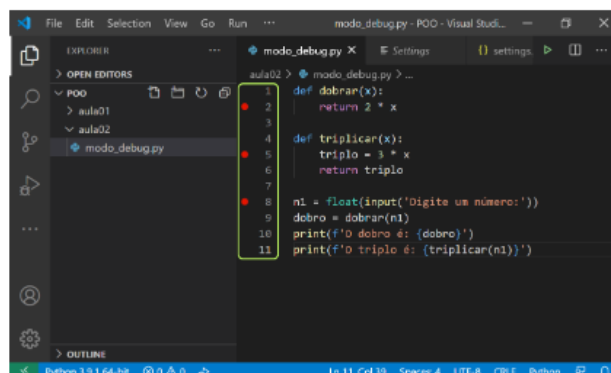 File Edit Selection View Go Run ··· modo_debug.py - POO - Visual Studi...
EXPLORER ···
OPEN EDITORS
POO
aula01
aula02
modo_debug.py
OUTLINE
modo_debug.py Settings settings.
aula02 > modo_debug.py > ...
1 def dobrar(x):
2 return 2 * x
3
4 def triplicar(x):
5 triplo = 3 * x
6 return triplo
7
8 n1 = float(input('Digite um número:'))
9 dobro = dobrar(n1)
10 print(f'O dobro é: {dobro}')
11 print(f'O triplo é: {triplicar(n1)}')
Python 3.9.1 64-bit 0 0 0 Ln 11, Col 39 Spaces: 4 UTF-8 CRLF Python